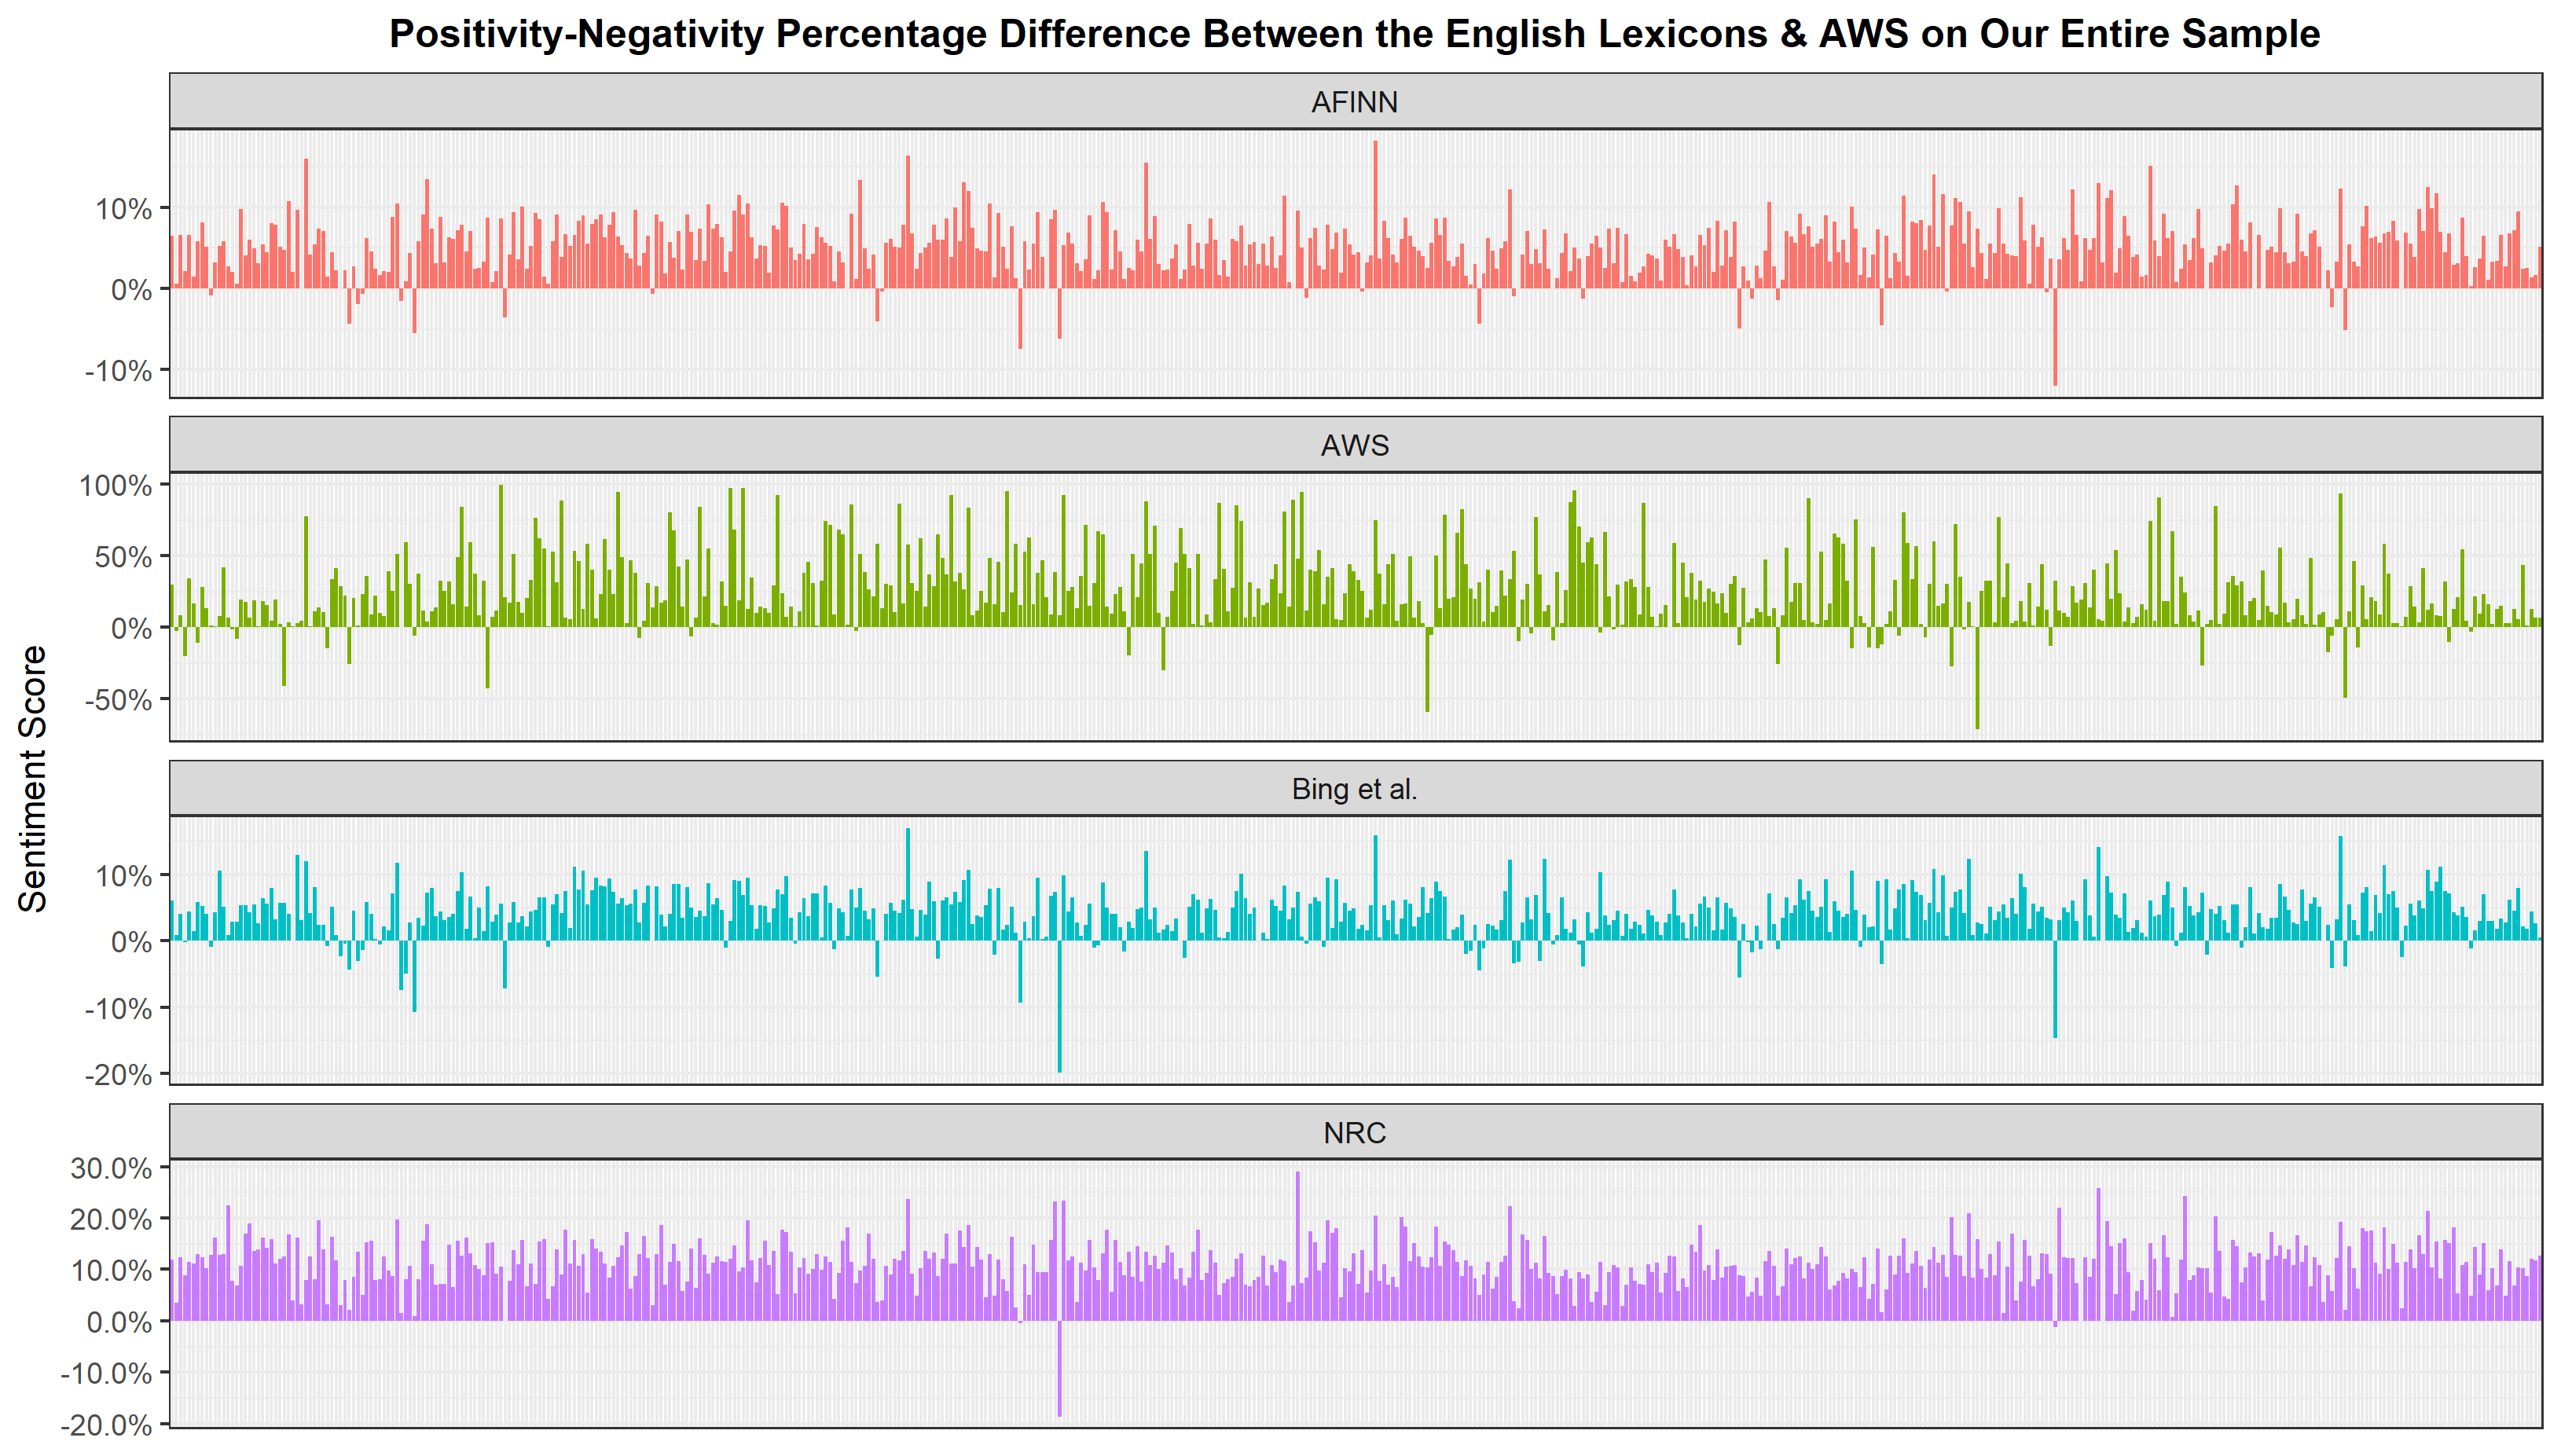 Positivity-Negativity Percentage Difference Between the English Lexicons & AWS on Our Entire Sample
Sentiment Score
AFINN
10%
0%
-10%
AWS
100%
50%
0%
-50%
Bing et al.
10%
0%
-10%
-20%
NRC
30.0%
20.0%
10.0%
0.0%
-10.0%
-20.0%